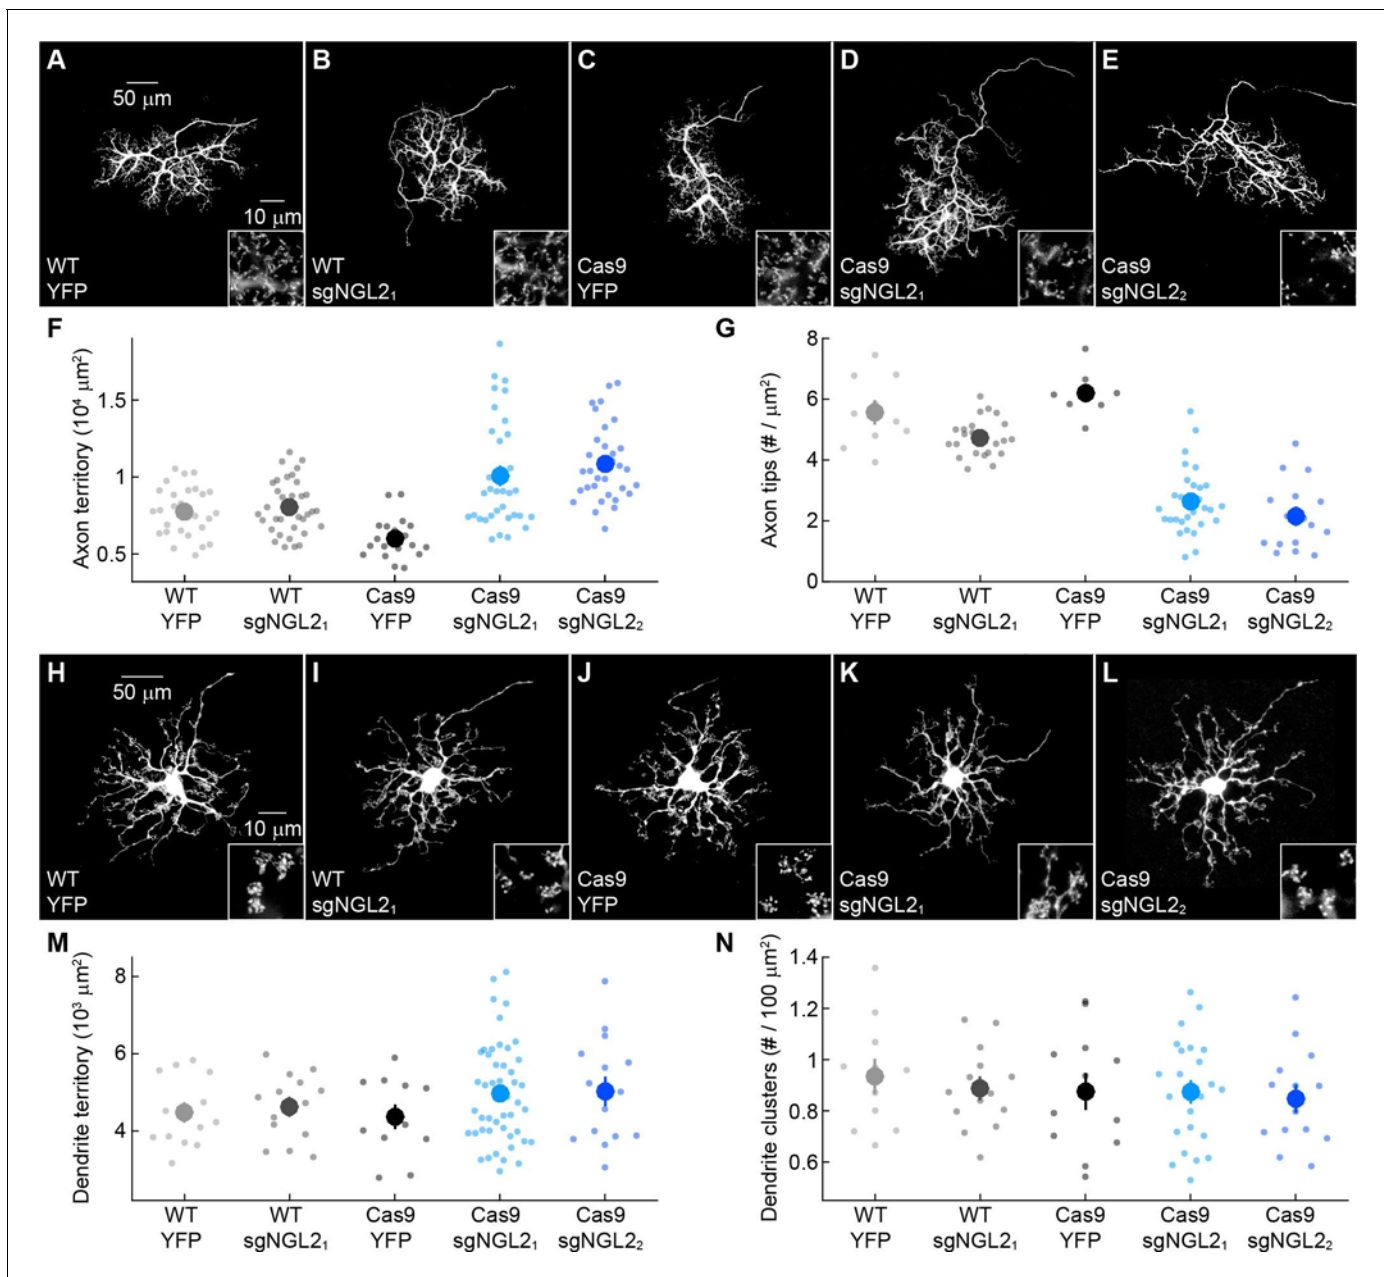 A
50 μm
10 μm
WT
YFP
B
WT
sgNGL2₁
C
Cas9
YFP
D
Cas9
sgNGL2₁
E
Cas9
sgNGL2₂
F
Axon territory (10⁴ μm²)
1.5
1
0.5
WT
YFP
WT
sgNGL2₁
Cas9
YFP
Cas9
sgNGL2₁
Cas9
sgNGL2₂
G
Axon tips (# / μm²)
8
6
4
2
0
WT
YFP
WT
sgNGL2₁
Cas9
YFP
Cas9
sgNGL2₁
Cas9
sgNGL2₂
H
50 μm
10 μm
WT
YFP
I
WT
sgNGL2₁
J
Cas9
YFP
K
Cas9
sgNGL2₁
L
Cas9
sgNGL2₂
M
Dendrite territory (10³ μm²)
8
6
4
WT
YFP
WT
sgNGL2₁
Cas9
YFP
Cas9
sgNGL2₁
Cas9
sgNGL2₂
N
Dendrite clusters (# / 100 μm²)
1.4
1.2
1
0.8
0.6
WT
YFP
WT
sgNGL2₁
Cas9
YFP
Cas9
sgNGL2₁
Cas9
sgNGL2₂